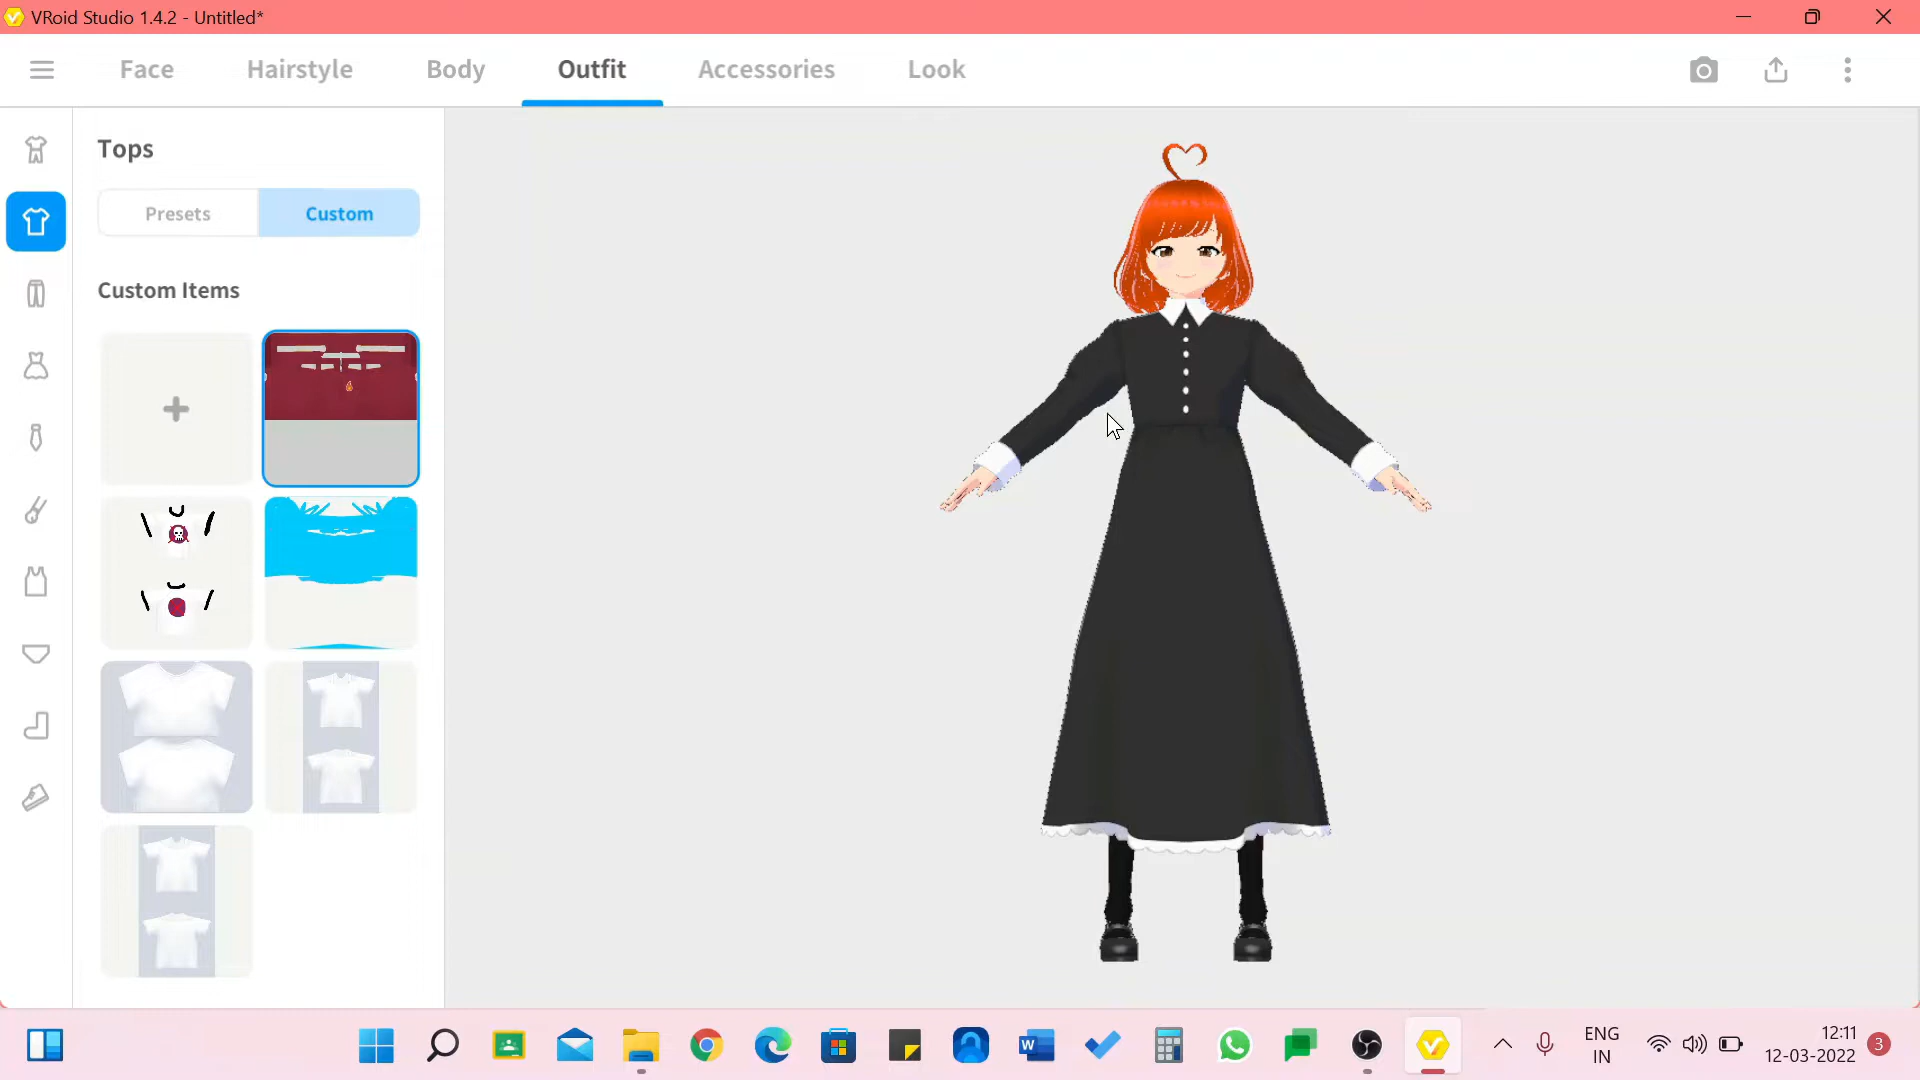 VRoid Studio 1.4.2 - Untitled*
Face Hairstyle Body Outfit Accessories Look
Tops
Presets Custom
Custom Items
W
ENG
IN
12:11
12-03-2022
3